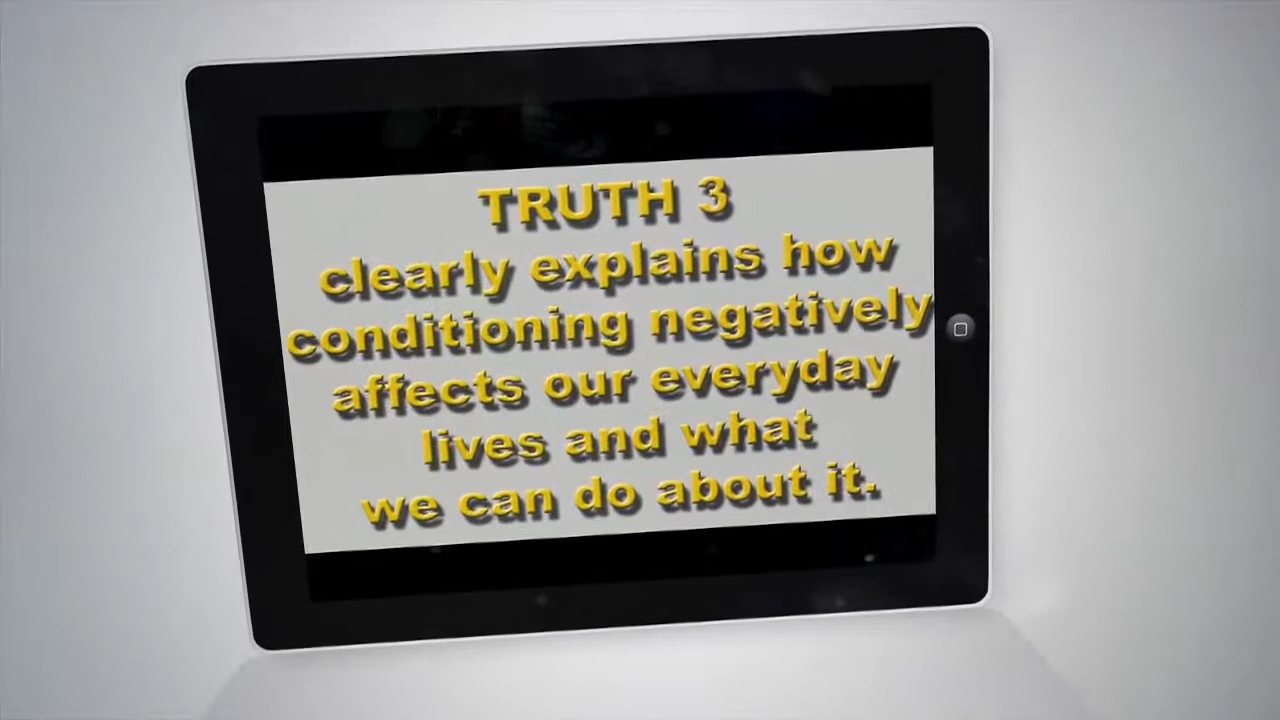 TRUTH 3
clearly explains how
conditioning negatively
affects our everyday
lives and what
we can do about it.